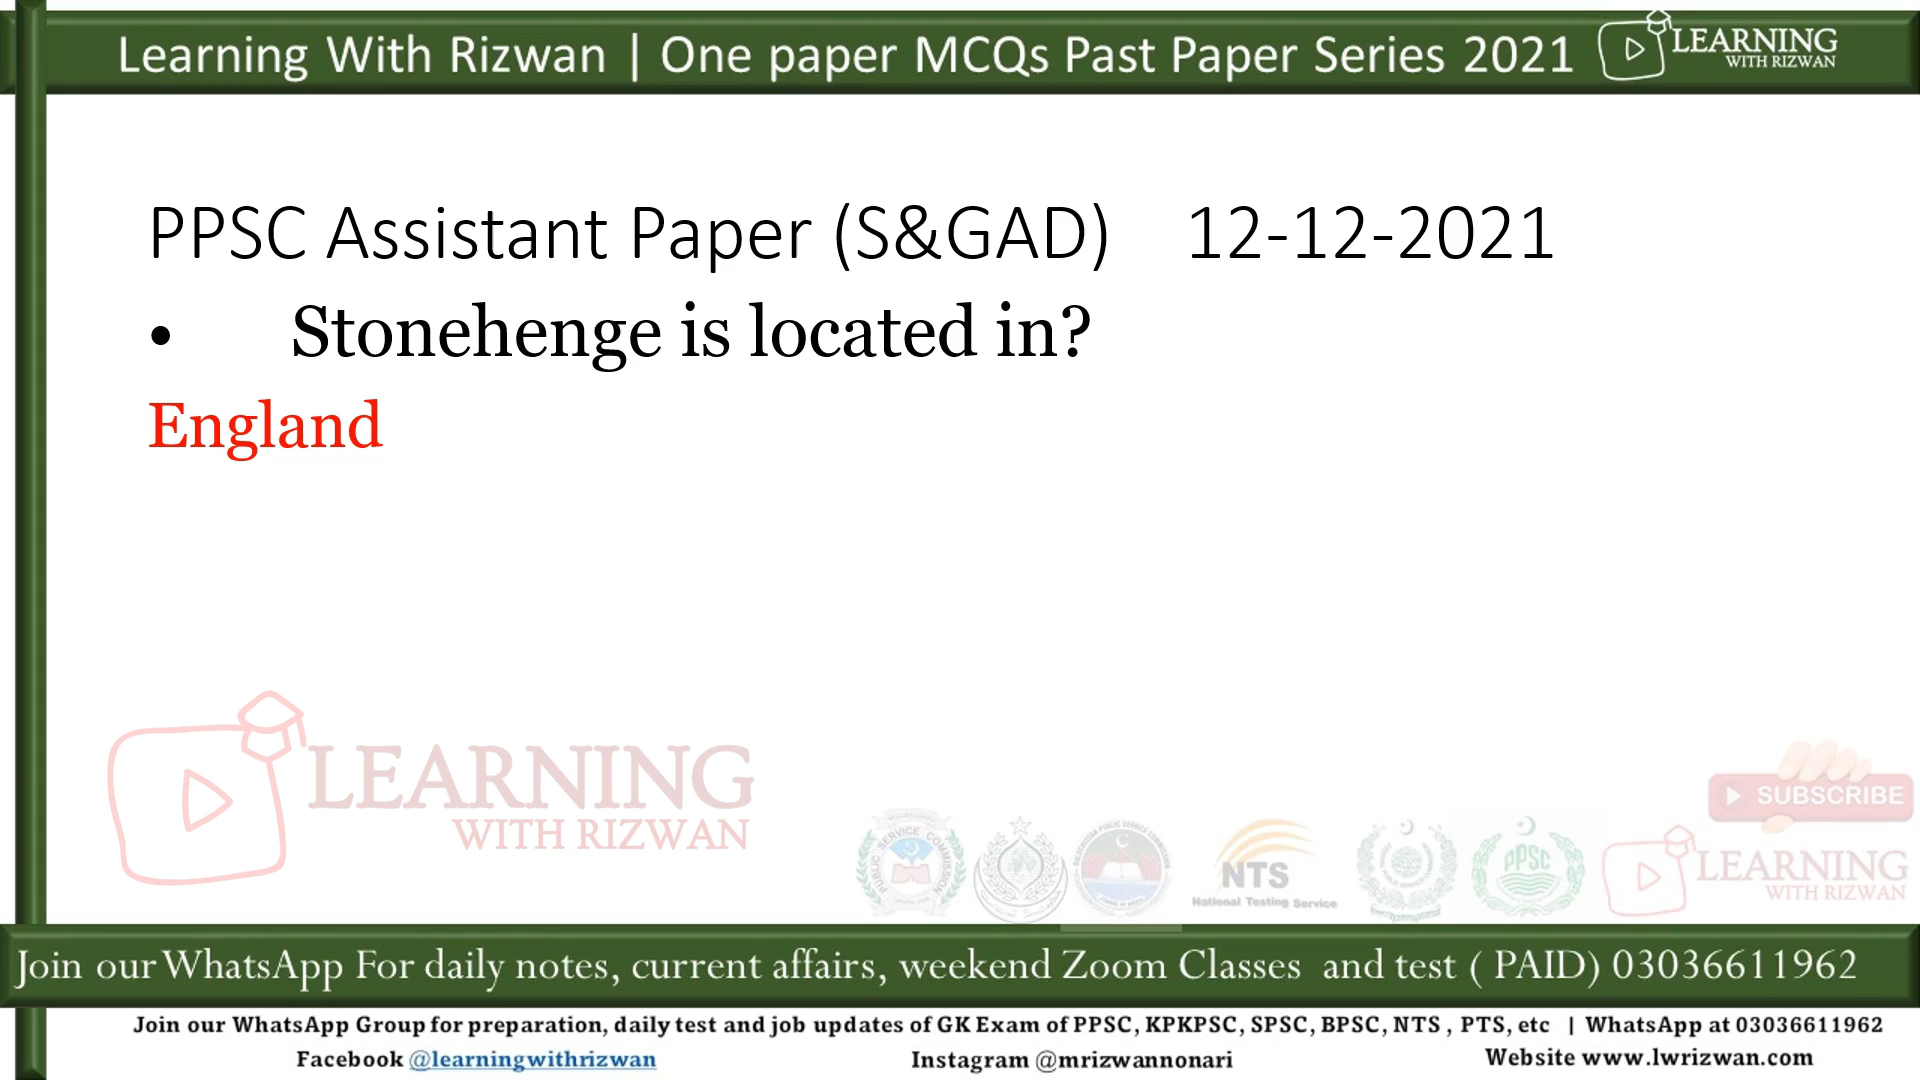 Learning With Rizwan | One paper MCQs Past Paper Series 2021
LEARNING
WITH RIZWAN
PPSC Assistant Paper (S&GAD) 12-12-2021
• Stonehenge is located in?
England
LEARNING
WITH RIZWAN
SUBSCRIBE
NTS
National Testing Service
PPSC
LEARNING
WITH RIZWAN
Join our WhatsApp For daily notes, current affairs, weekend Zoom Classes and test ( PAID) 03036611962
Join our WhatsApp Group for preparation, daily test and job updates of GK Exam of PPSC, KPKPSC, SPSC, BPSC, NTS , PTS, etc | WhatsApp at 03036611962
Facebook @learningwithrizwan Instagram @mrizwannonari Website www.lwrizwan.com